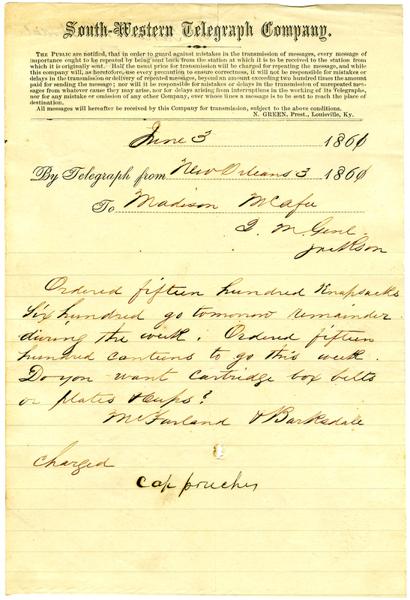 South-Western Telegraph Company.
The Public are notified, that in order to guard against mistakes in the transmission of messages, every message of
importance ought to be repeated by being sent back from the station at which it is to be received to the station from
which it is originally sent. Half the usual price for transmission will be charged for repeating the message, and while
this company will, as heretofore, use every precution to ensure correctness, it will not be responsible for mistakes or
delays in the transmission or delivery of repeated messages, beyond an amount exceeding two hundred times the amount
paid for sending the message; nor will it be responsible for mistakes or delays in the transmission of unrepeated mes-
sages from whatever cause they may arise, nor for delays arising from interruptions in the working of its Telegraphs,
nor for any mistake or omission of any other Company, over whose lines a message is to be sent to reach the place of
destination.
All messages will hereafter be received by this Company for transmission, subject to the above conditions.
N. GREEN, Prest., Louisville, Ky.
June 3 1861
By Telegraph from New Orleans 3 1861
To Madison McAfee
Q. M. Genl.
Jackson
Ordered fifteen hundred Knapsacks
Six hundred go tomorrow remainder
during the week. Ordered fifteen
hundred canteens to go this week.
Do you want cartridge box belts
or plates & cups?
McFarland & Barksdale
charged
cap pouches